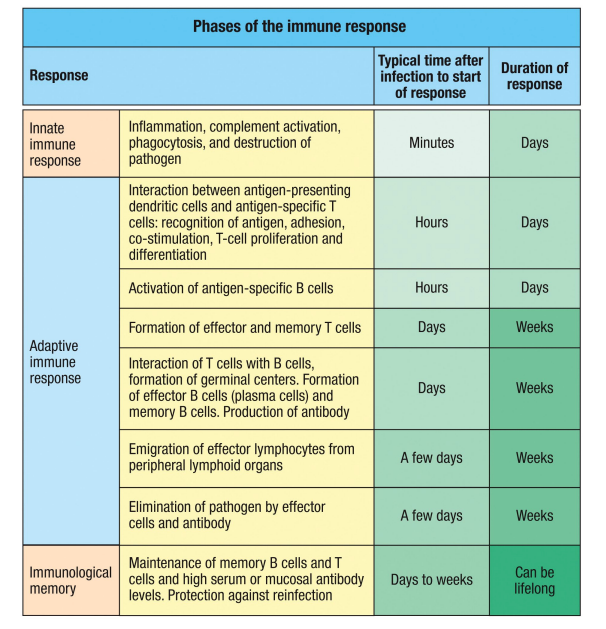 Phases of the immune response
Response
Typical time after
infection to start
of response
Duration of
response
Innate
immune
response
Inflammation, complement activation,
phagocytosis, and destruction of
pathogen
Minutes
Days
Adaptive
immune
response
Interaction between antigen-presenting
dendritic cells and antigen-specific T
cells: recognition of antigen, adhesion,
co-stimulation, T-cell proliferation and
differentiation
Hours
Days
Activation of antigen-specific B cells
Hours
Days
Formation of effector and memory T cells
Days
Weeks
Interaction of T cells with B cells,
formation of germinal centers. Formation
of effector B cells (plasma cells) and
memory B cells. Production of antibody
Days
Weeks
Emigration of effector lymphocytes from
peripheral lymphoid organs
A few days
Weeks
Elimination of pathogen by effector
cells and antibody
A few days
Weeks
Immunological
memory
Maintenance of memory B cells and T
cells and high serum or mucosal antibody
levels. Protection against reinfection
Days to weeks
Can be
lifelong